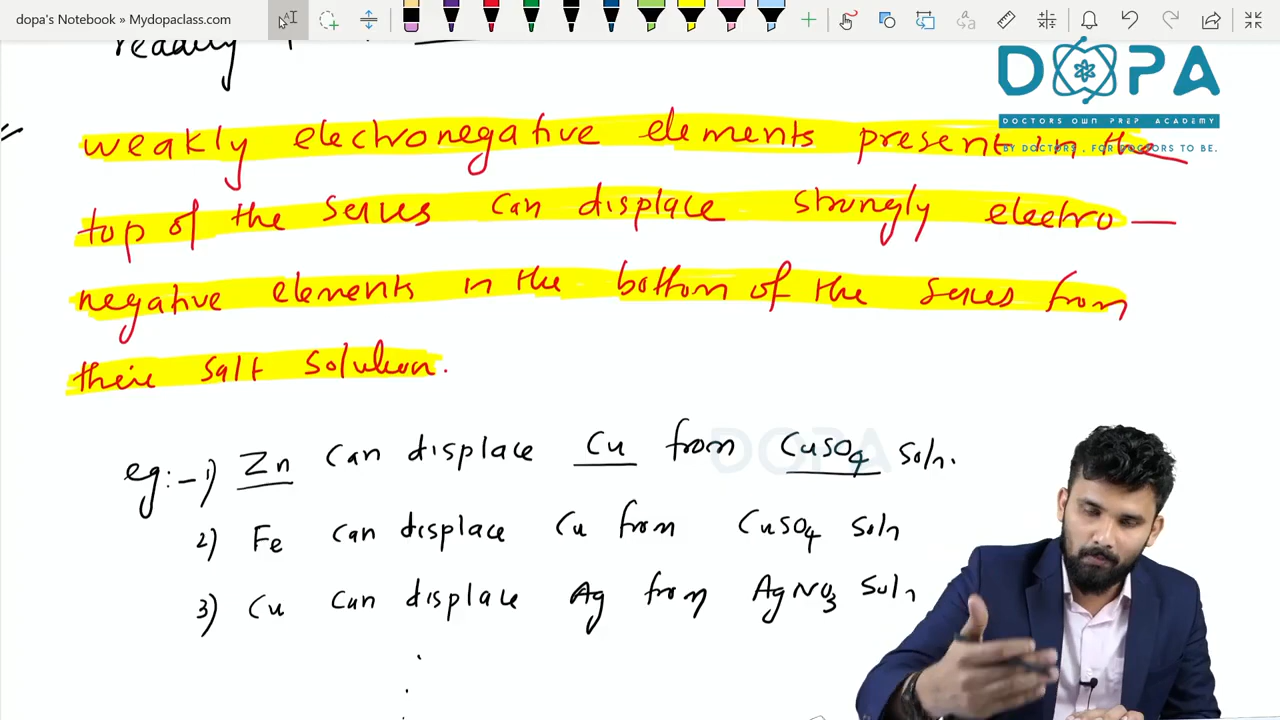 dopa's Notebook » Mydopaclass.com
readily
DOPA
DOCTORS OWN PREP ACADEMY
BY DOCTORS . FOR DOCTORS TO BE.
weakly electronegative elements present in the
top of the series can displace strongly electro —
negative elements in the bottom of the series from
their salt solution.
eg:- 1) Zn can displace Cu from CuSO4 Soln.
2) Fe can displace Cu from CuSO4 Soln
3) Cu can displace Ag from AgNO3 Soln
DOPA